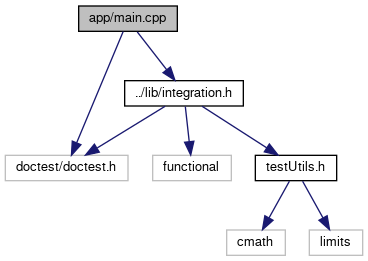 app/main.cpp
../lib/integration.h
doctest/doctest.h
functional
testUtils.h
cmath
limits